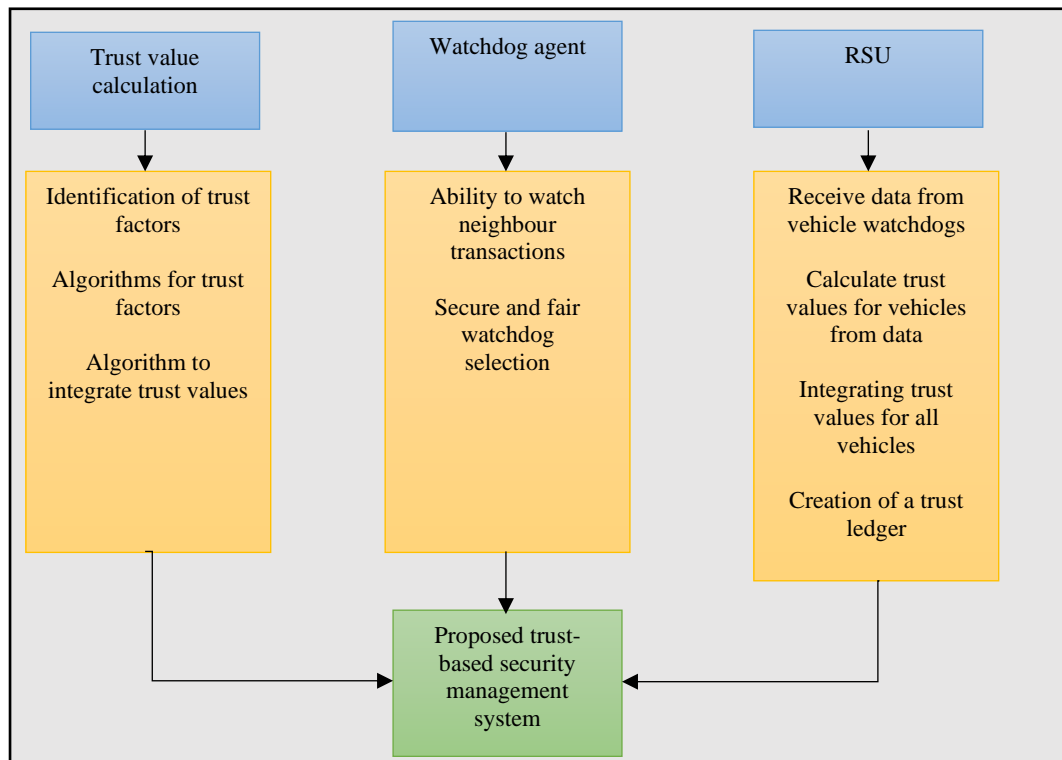 Trust value
calculation
Watchdog agent
RSU
Identification of trust
factors
Algorithms for trust
factors
Algorithm to
integrate trust values
Ability to watch
neighbour
transactions
Secure and fair
watchdog
selection
Receive data from
vehicle watchdogs
Calculate trust
values for vehicles
from data
Integrating trust
values for all
vehicles
Creation of a trust
ledger
Proposed trust-
based security
management
system